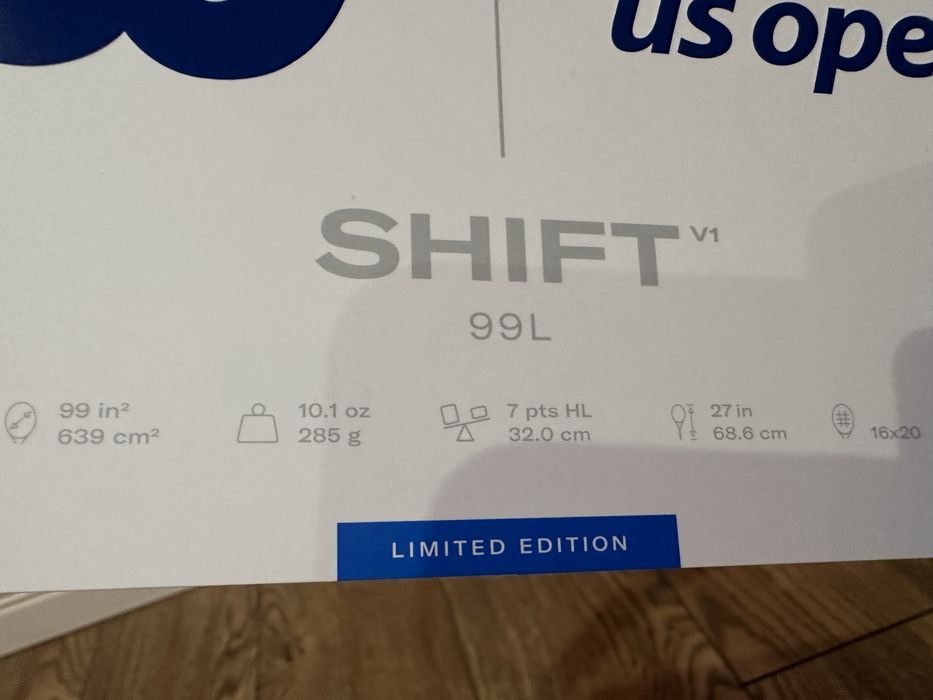 us ope
SHIFT V1
99L
99 in²
639 cm²
10.1 oz
285 g
7 pts HL
32.0 cm
27 in
68.6 cm
16x20
LIMITED EDITION